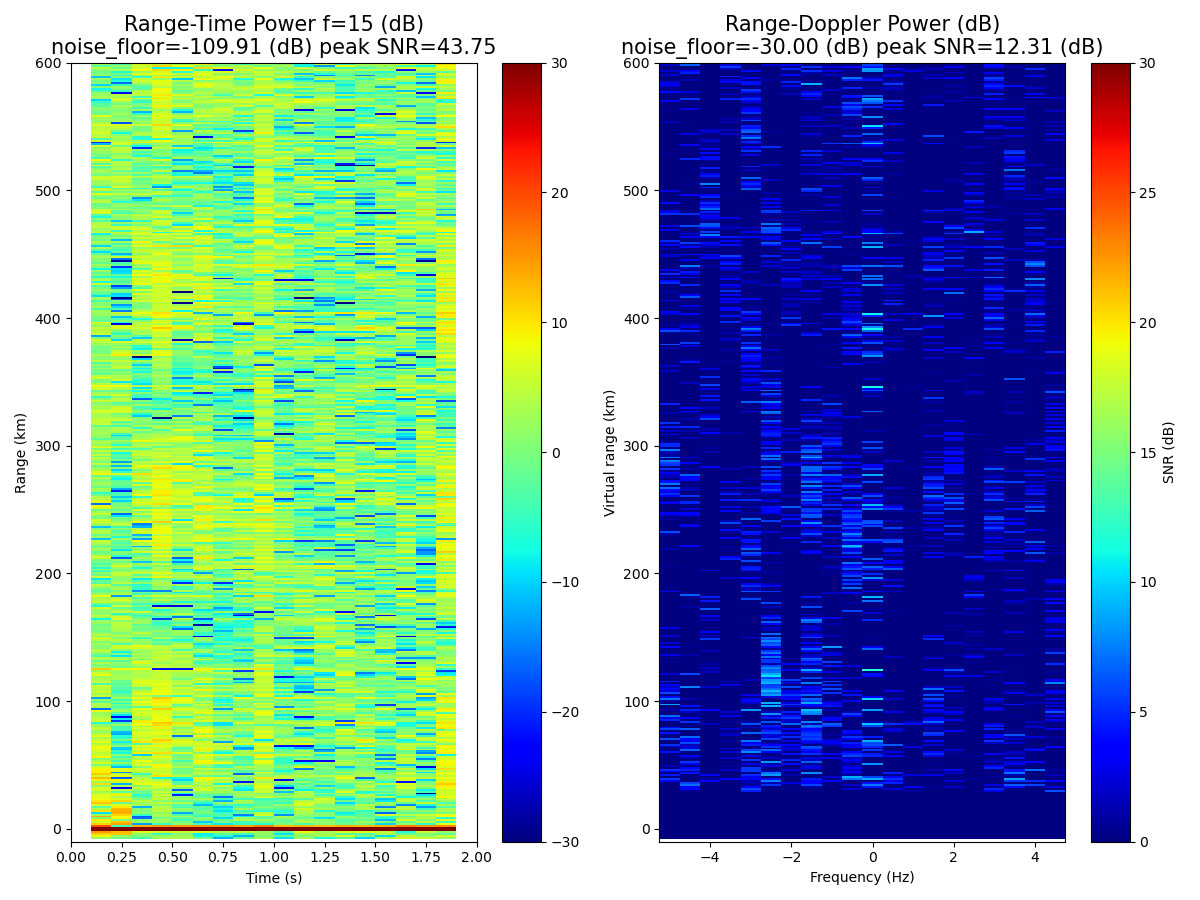 Range-Time Power f=15 (dB)
noise_floor=-109.91 (dB) peak SNR=43.75
Range (km)
600
500
400
300
200
100
0
0.00 0.25 0.50 0.75 1.00 1.25 1.50 1.75 2.00
Time (s)
30
20
10
0
−10
−20
−30
Range-Doppler Power (dB)
noise_floor=-30.00 (dB) peak SNR=12.31 (dB)
Virtual range (km)
600
500
400
300
200
100
0
−4 −2 0 2 4
Frequency (Hz)
30
25
20
15
10
5
0
SNR (dB)